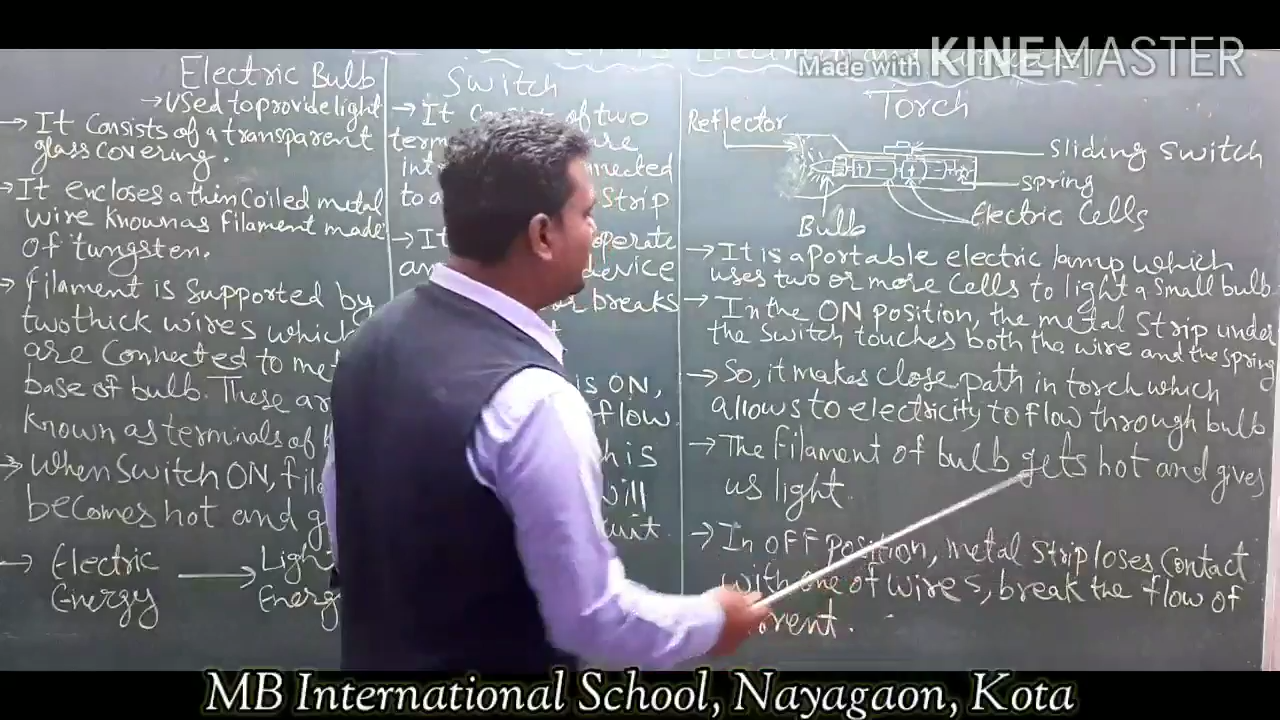 Made with KINEMASTER
Electric Bulb
→ Used to provide light
→ It consists of a transparent
glass covering.
→ It encloses a thin coiled metal
wire known as filament made
of tungsten.
→ filament is supported by
two thick wires which
are connected to
base of bulb. These
known as terminals of
→ When switch ON,
becomes hot and
→ Electric → Ligh
Energy Energ
Switch
→ It of two
are
int nnected
to a Strip
→ It operate
an device
or breaks
is ON,
flow
his
will
uit.
Torch
Reflector
Sliding Switch
Spring
Electric Cells
Bulb
→ It is a portable electric lamp which
uses two or more cells to light a small bulb
→ In the ON position, the metal strip under
the switch touches both the wire and the spring
→ So, it makes close path in torch which
allows to electricity to flow through bulb
→ The filament of bulb gets hot and gives
us light.
→ In OFF position, metal strip loses contact
with one of wires, break the flow of
rent.
MB International School, Nayagaon, Kota